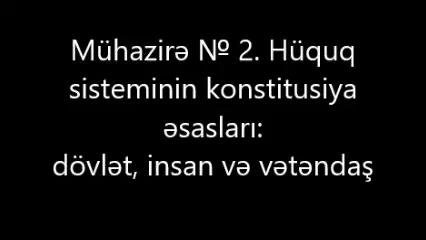 Mühazirə № 2. Hüquq
sisteminin konstitusiya
əsasları:
dövlət, insan və vətəndaş